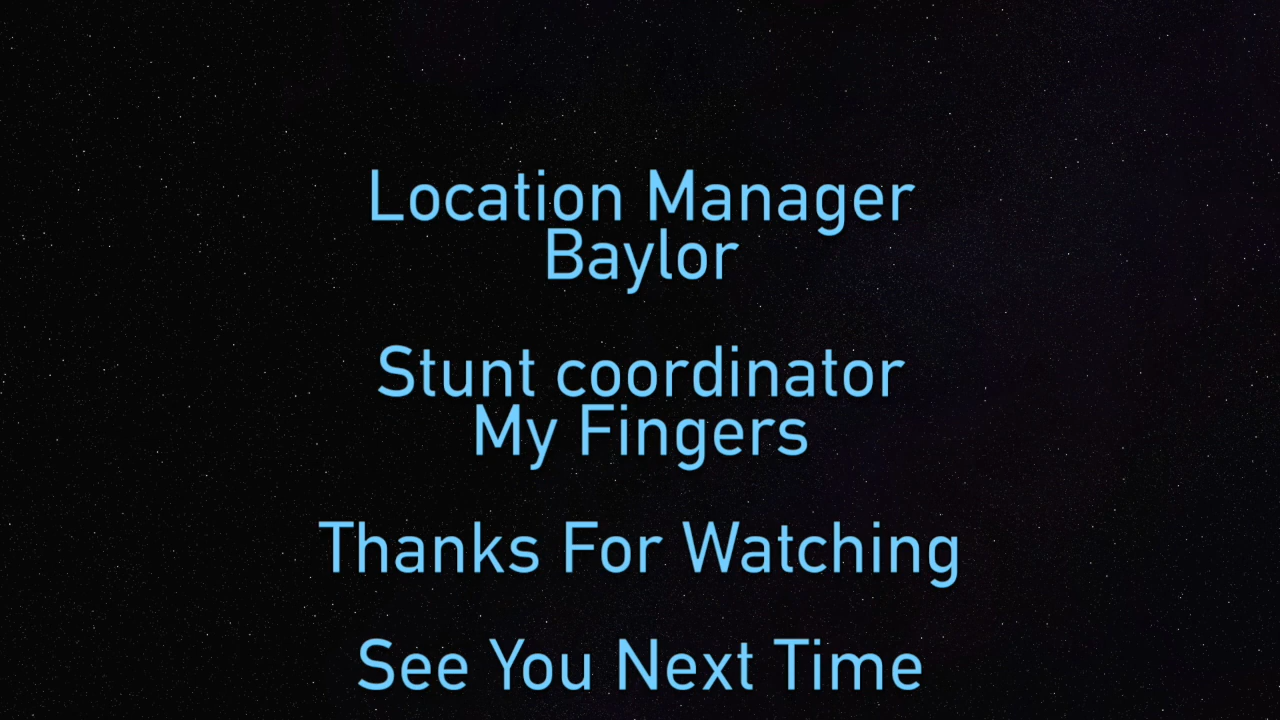 Location Manager
Baylor
Stunt coordinator
My Fingers
Thanks For Watching
See You Next Time